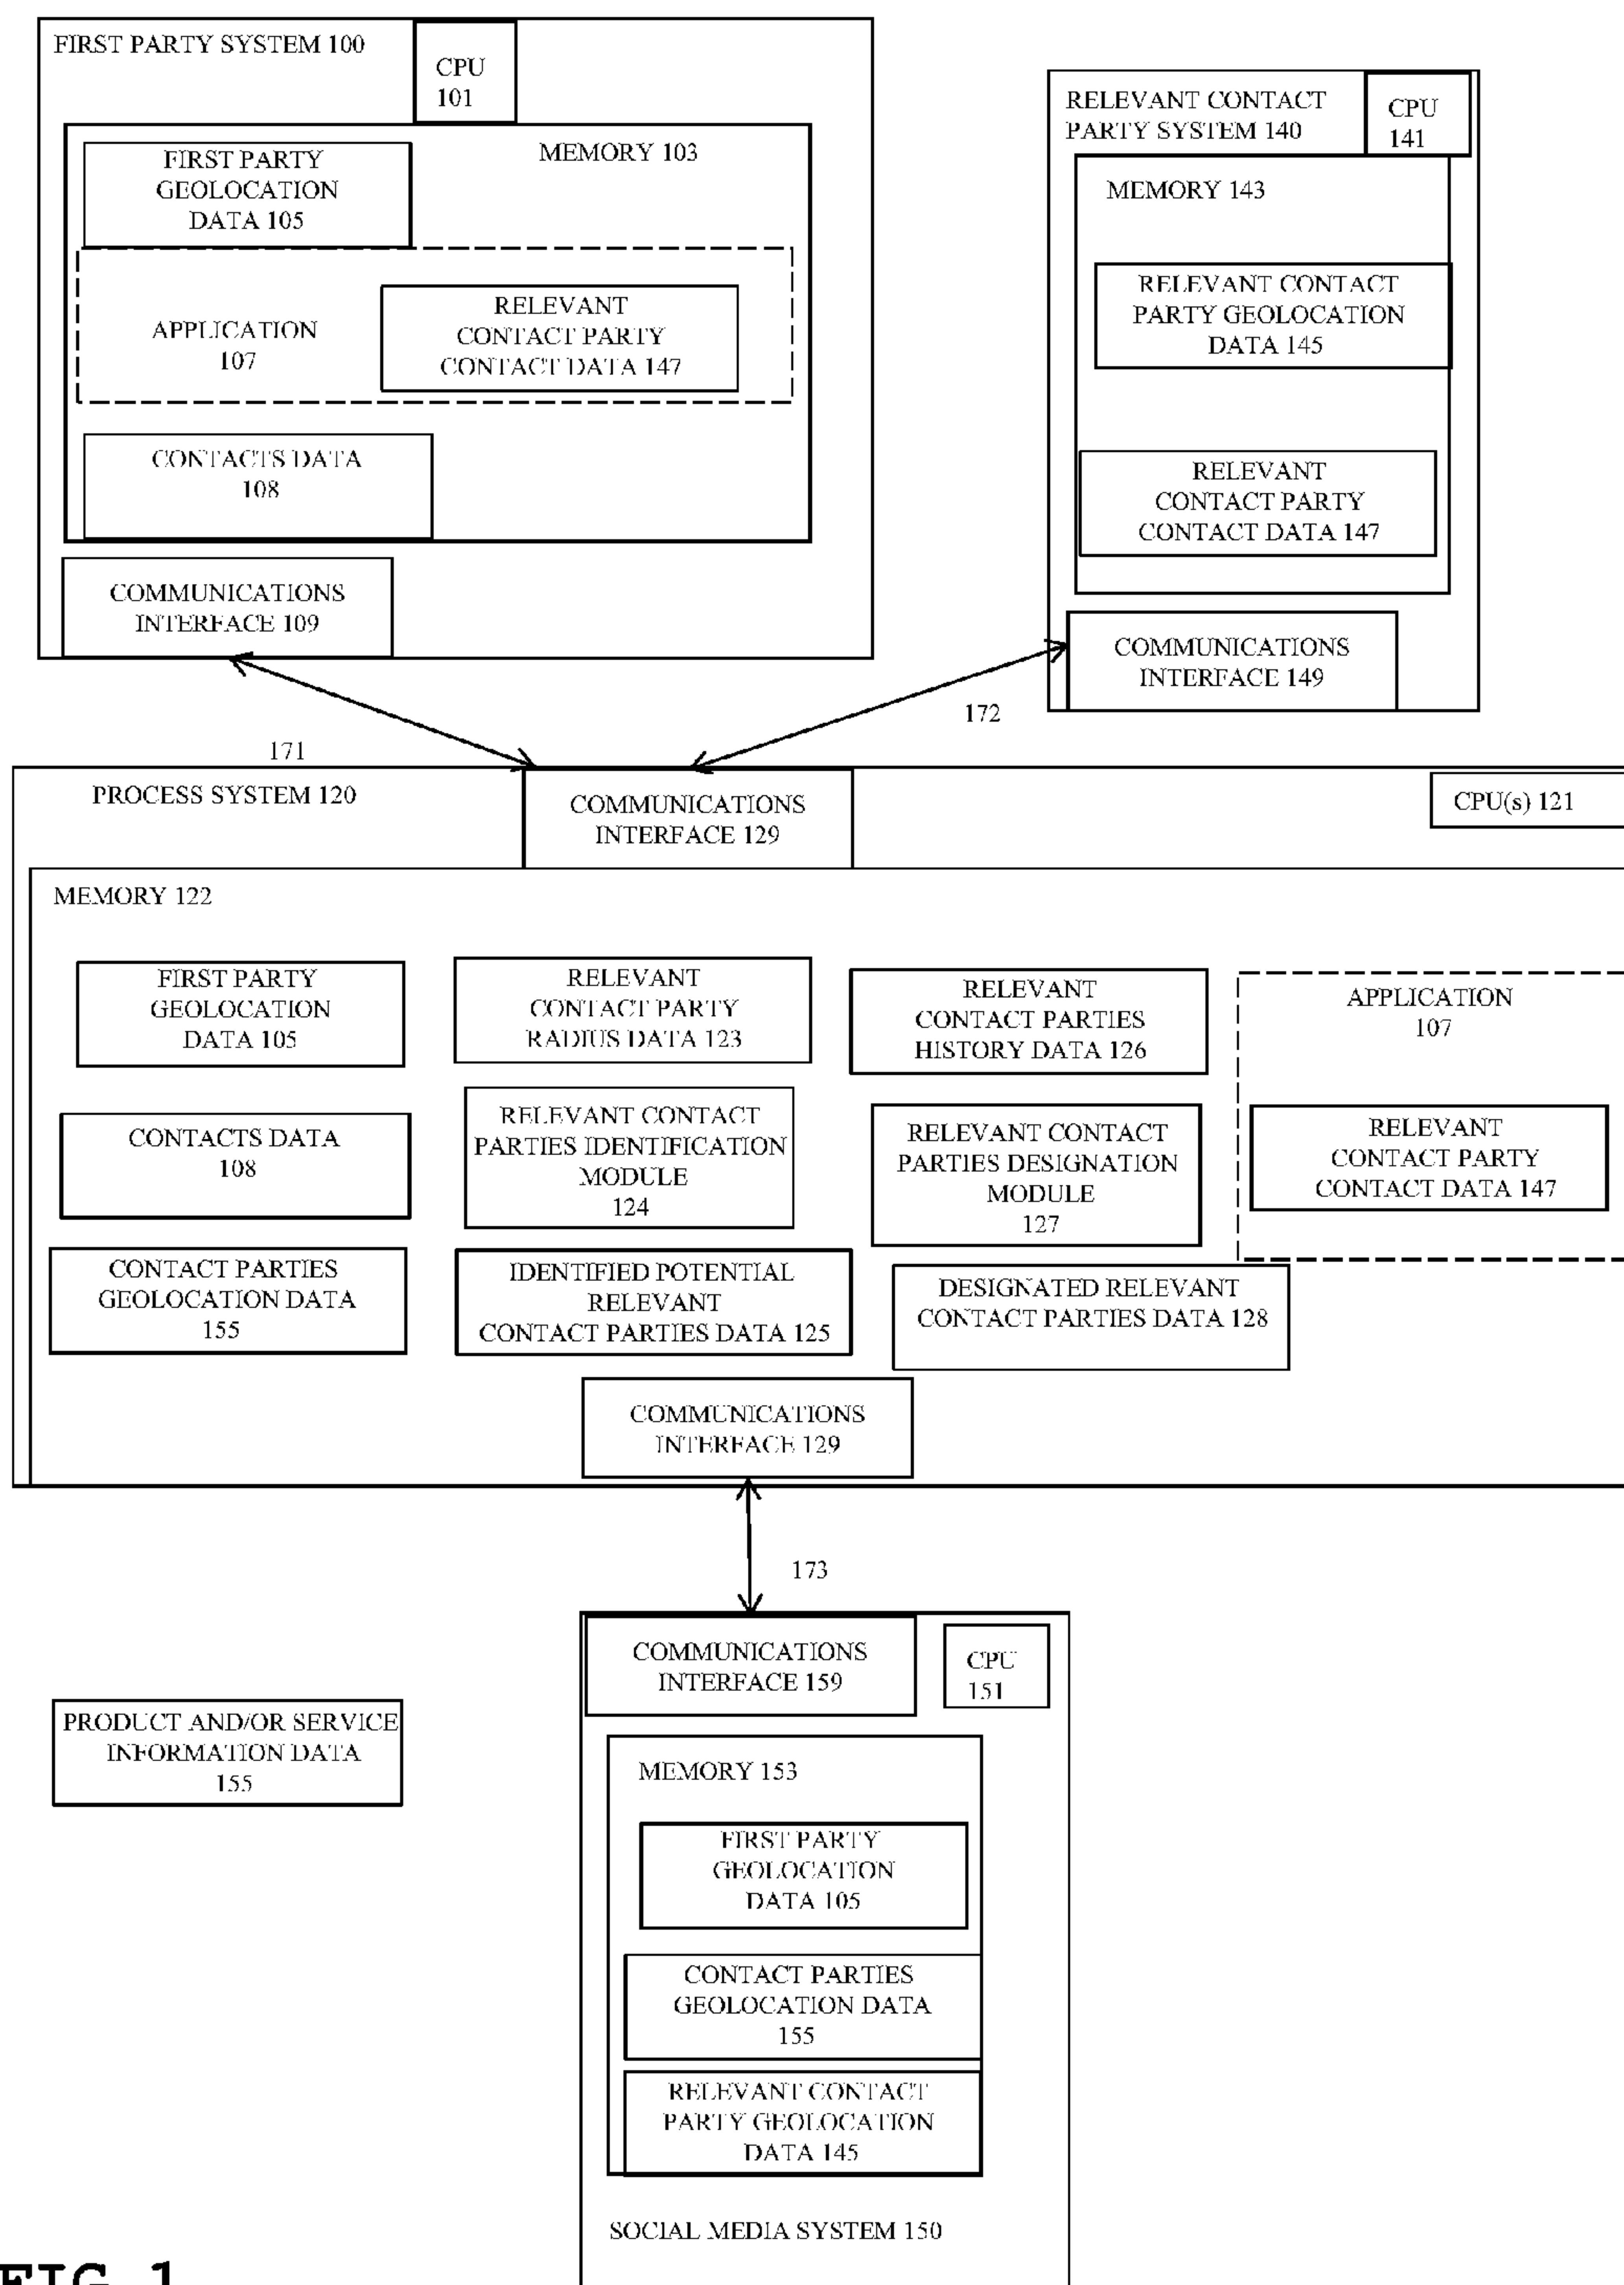 FIRST PARTY SYSTEM 100
CPU
101
MEMORY 103
FIRST PARTY
GEOLOCATION
DATA 105
APPLICATION
107
RELEVANT
CONTACT PARTY
CONTACT DATA 147
CONTACTS DATA
108
COMMUNICATIONS
INTERFACE 109
RELEVANT CONTACT
PARTY SYSTEM 140
CPU
141
MEMORY 143
RELEVANT CONTACT
PARTY GEOLOCATION
DATA 145
RELEVANT
CONTACT PARTY
CONTACT DATA 147
COMMUNICATIONS
INTERFACE 149
171
172
PROCESS SYSTEM 120
COMMUNICATIONS
INTERFACE 129
CPU(s) 121
MEMORY 122
FIRST PARTY
GEOLOCATION
DATA 105
RELEVANT
CONTACT PARTY
RADIUS DATA 123
RELEVANT
CONTACT PARTIES
HISTORY DATA 126
APPLICATION
107
CONTACTS DATA
108
RELEVANT CONTACT
PARTIES IDENTIFICATION
MODULE
124
RELEVANT CONTACT
PARTIES DESIGNATION
MODULE
127
RELEVANT
CONTACT PARTY
CONTACT DATA 147
CONTACT PARTIES
GEOLOCATION DATA
155
IDENTIFIED POTENTIAL
RELEVANT
CONTACT PARTIES DATA 125
DESIGNATED RELEVANT
CONTACT PARTIES DATA 128
COMMUNICATIONS
INTERFACE 129
173
COMMUNICATIONS
INTERFACE 159
CPU
151
PRODUCT AND/OR SERVICE
INFORMATION DATA
155
MEMORY 153
FIRST PARTY
GEOLOCATION
DATA 105
CONTACT PARTIES
GEOLOCATION DATA
155
RELEVANT CONTACT
PARTY GEOLOCATION
DATA 145
SOCIAL MEDIA SYSTEM 150
FIG. 1